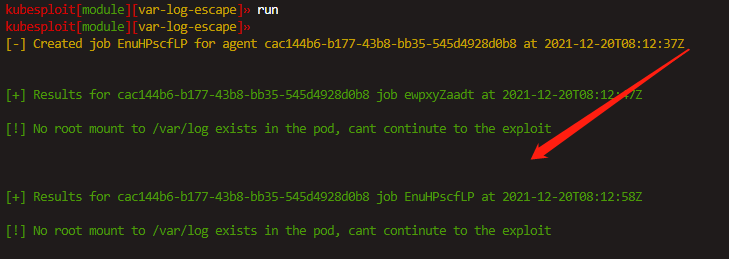 kubesploit[module][var-log-escape]» run
kubesploit[module][var-log-escape]»
[-] Created job EnuHPscfLP for agent cac144b6-b177-43b8-bb35-545d4928d0b8 at 2021-12-20T08:12:37Z
[+] Results for cac144b6-b177-43b8-bb35-545d4928d0b8 job ewpxyZaadt at 2021-12-20T08:12:47Z
[!] No root mount to /var/log exists in the pod, cant continute to the exploit
[+] Results for cac144b6-b177-43b8-bb35-545d4928d0b8 job EnuHPscfLP at 2021-12-20T08:12:58Z
[!] No root mount to /var/log exists in the pod, cant continute to the exploit